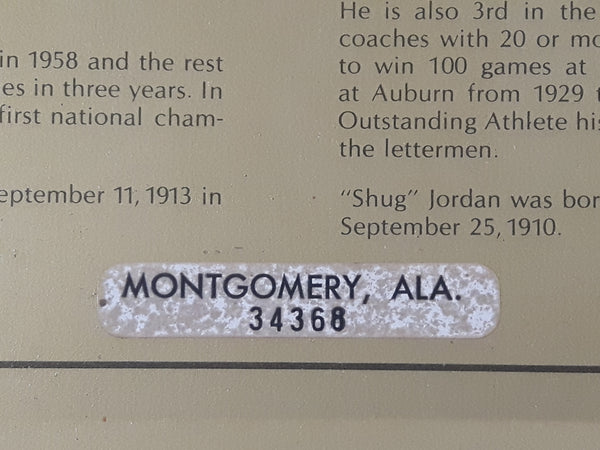 in 1958 and the rest
es in three years. In
first national cham-
eptember 11, 1913 in
He is also 3rd in the
coaches with 20 or mo
to win 100 games at
at Auburn from 1929 t
Outstanding Athlete his
the lettermen.
"Shug" Jordan was bor
September 25, 1910.
MONTGOMERY, ALA.
34368